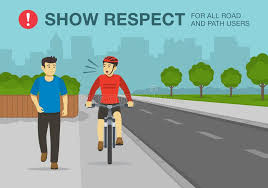 ! SHOW RESPECT FOR ALL ROAD
AND PATH USERS